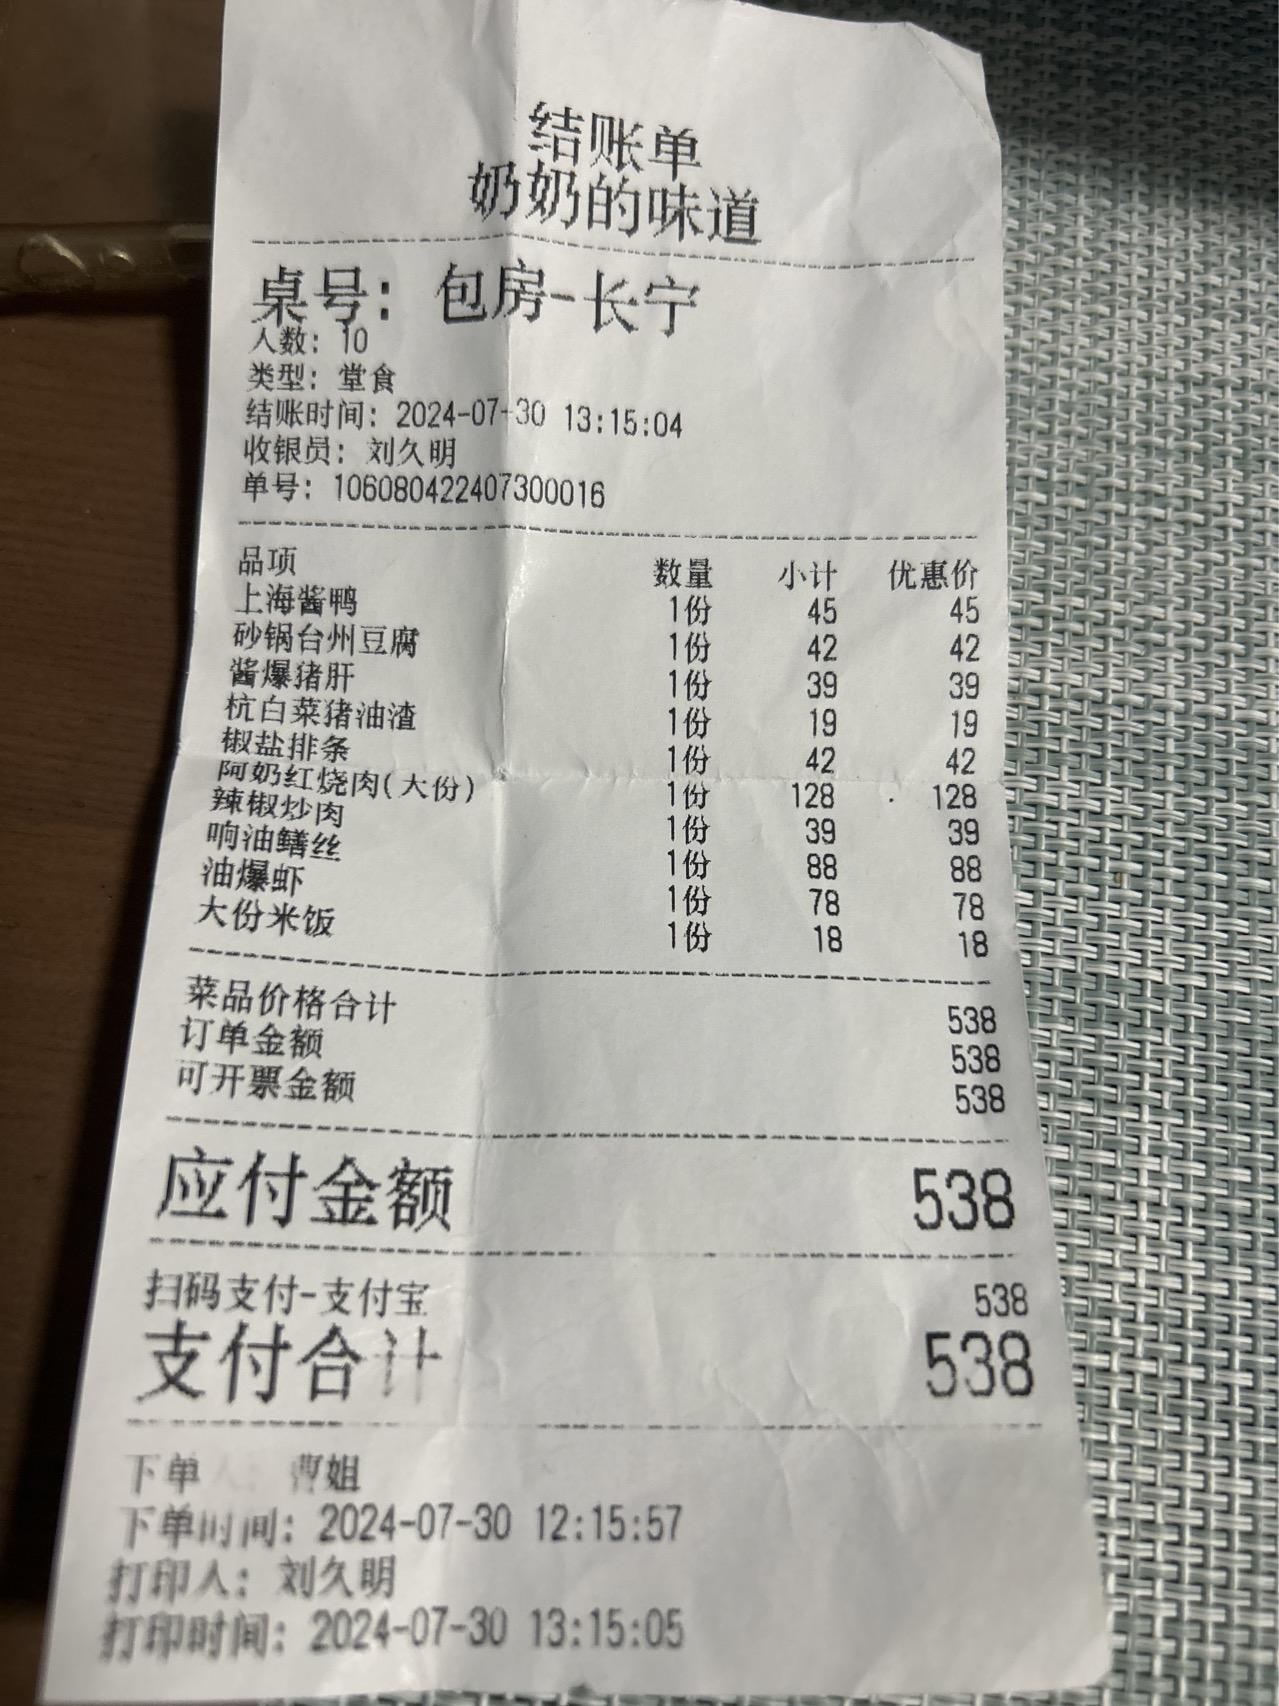 结账单
奶奶的味道
桌号：包房-长宁
人数：10
类型：堂食
结账时间：2024-07-30 13:15:04
收银员：刘久明
单号：106080422407300016
品项 数量 小计 优惠价
上海酱鸭 1份 45 45
砂锅台州豆腐 1份 42 42
酱爆猪肝 1份 39 39
杭白菜猪油渣 1份 19 19
椒盐排条 1份 42 42
阿奶红烧肉(大份) 1份 128 128
辣椒炒肉 1份 39 39
响油鳝丝 1份 88 88
油爆虾 1份 78 78
大份米饭 1份 18 18
菜品价格合计 538
订单金额 538
可开票金额 538
应付金额 538
扫码支付-支付宝 538
支付合计 538
下单人：曹姐
下单时间：2024-07-30 12:15:57
打印人：刘久明
打印时间：2024-07-30 13:15:05